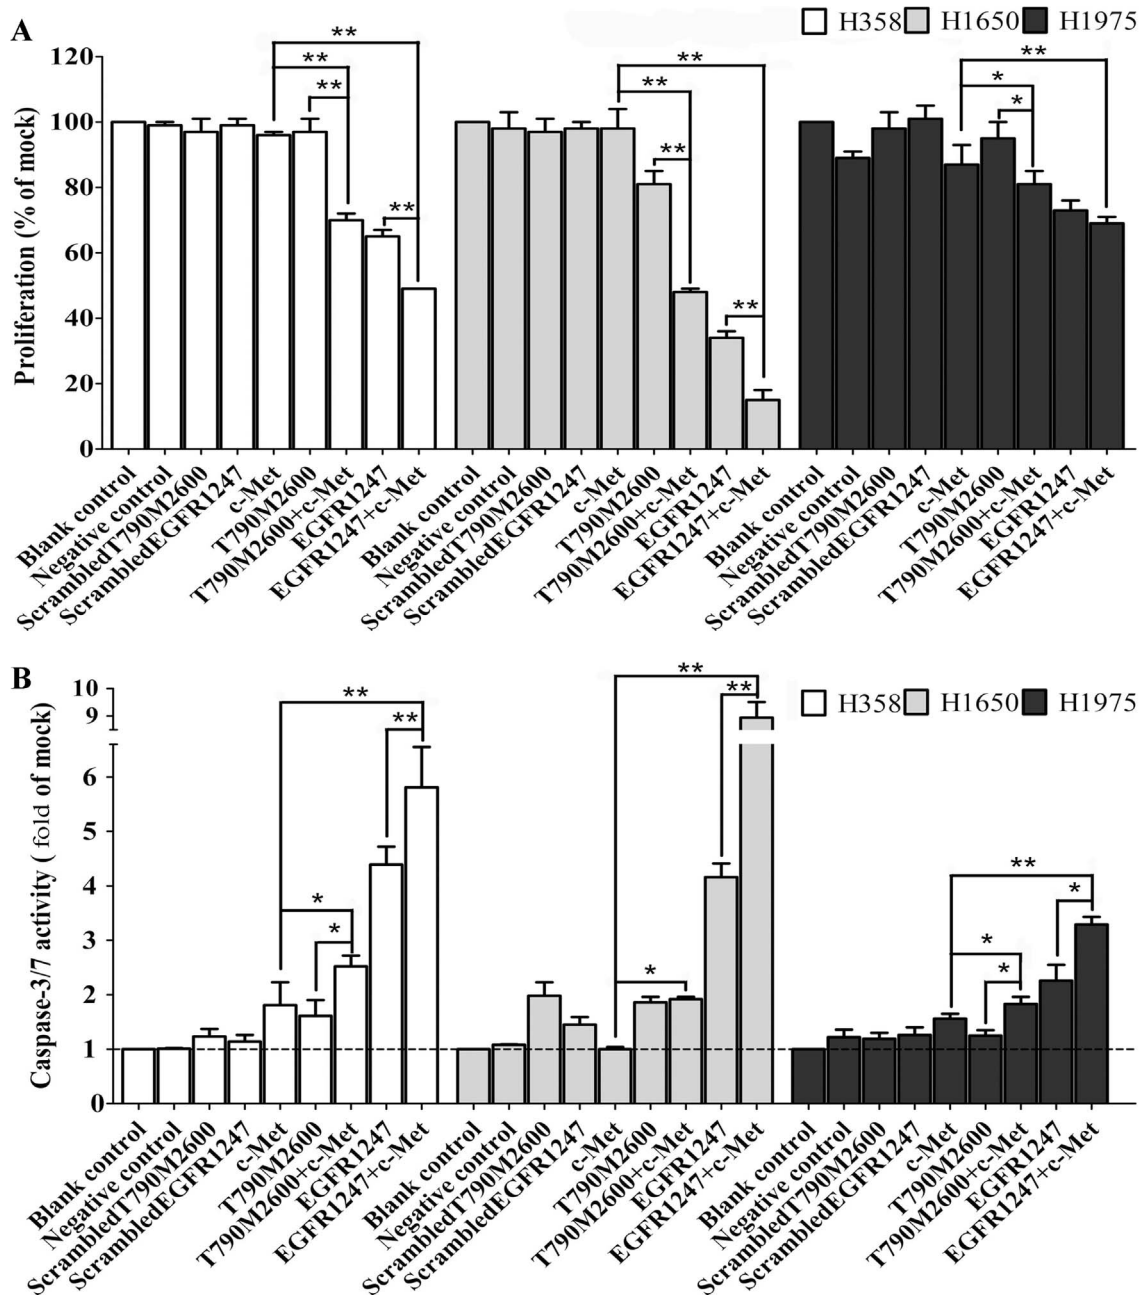 A
H358 H1650 H1975
Proliferation (% of mock)
120
100
80
60
40
20
0
** ** ** **
** ** ** **
** * *
Blank control
Negative control
ScrambledT790M2600
ScrambledEGFR1247
c-Met
T790M2600
T790M2600+c-Met
EGFR1247
EGFR1247+c-Met
Blank control
Negative control
ScrambledT790M2600
ScrambledEGFR1247
c-Met
T790M2600
T790M2600+c-Met
EGFR1247
EGFR1247+c-Met
Blank control
Negative control
ScrambledT790M2600
ScrambledEGFR1247
c-Met
T790M2600
T790M2600+c-Met
EGFR1247
EGFR1247+c-Met
B
H358 H1650 H1975
Caspase-3/7 activity ( fold of mock)
10
9
6
5
4
3
2
1
0
** ** * *
** ** *
** * * *
Blank control
Negative control
ScrambledT790M2600
ScrambledEGFR1247
c-Met
T790M2600
T790M2600+c-Met
EGFR1247
EGFR1247+c-Met
Blank control
Negative control
ScrambledT790M2600
ScrambledEGFR1247
c-Met
T790M2600
T790M2600+c-Met
EGFR1247
EGFR1247+c-Met
Blank control
Negative control
ScrambledT790M2600
ScrambledEGFR1247
c-Met
T790M2600
T790M2600+c-Met
EGFR1247
EGFR1247+c-Met